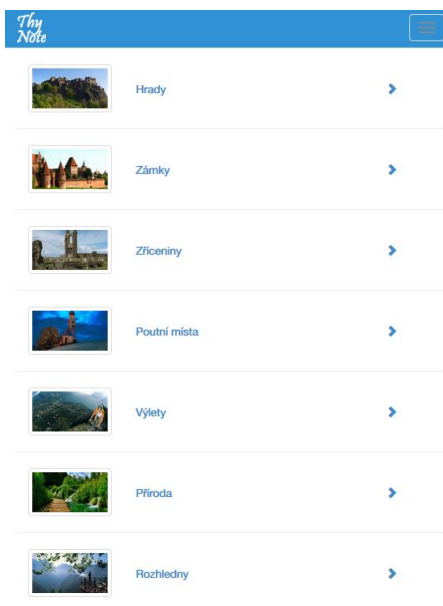 Thy
Note
Hrady
Zámky
Zříceniny
Poutní místa
Výlety
Příroda
Rozhledny